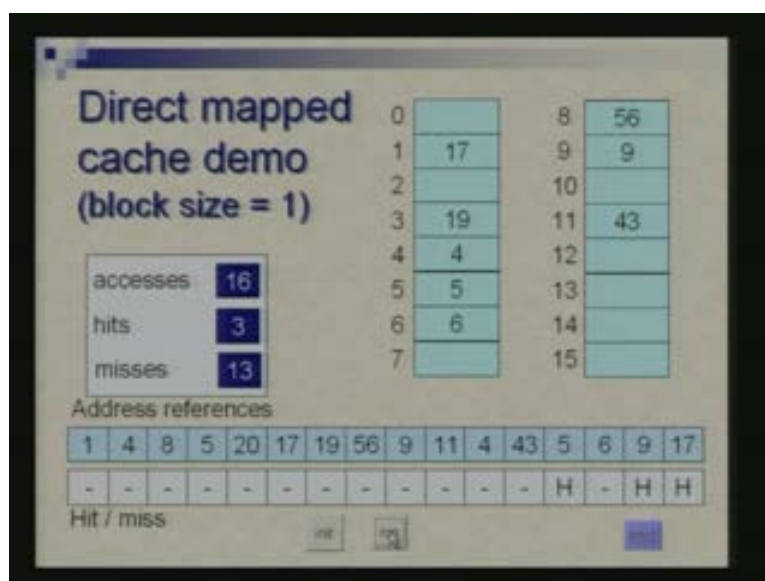 Direct mapped
cache demo
(block size = 1)
accesses 16
hits 3
misses 13
0
1 17
2
3 19
4 4
5 5
6 6
7
8 56
9 9
10
11 43
12
13
14
15
Address references
1 4 8 5 20 17 19 56 9 11 4 43 5 6 9 17
- - - - - - - - - - - - H - H H
Hit / miss
init